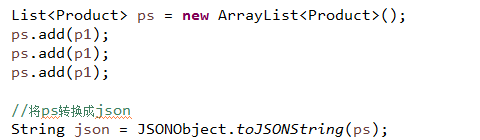 List<Product> ps = new ArrayList<Product>();
ps.add(p1);
ps.add(p1);
ps.add(p1);
//将ps转换成json
String json = JSONObject.toJSONString(ps);